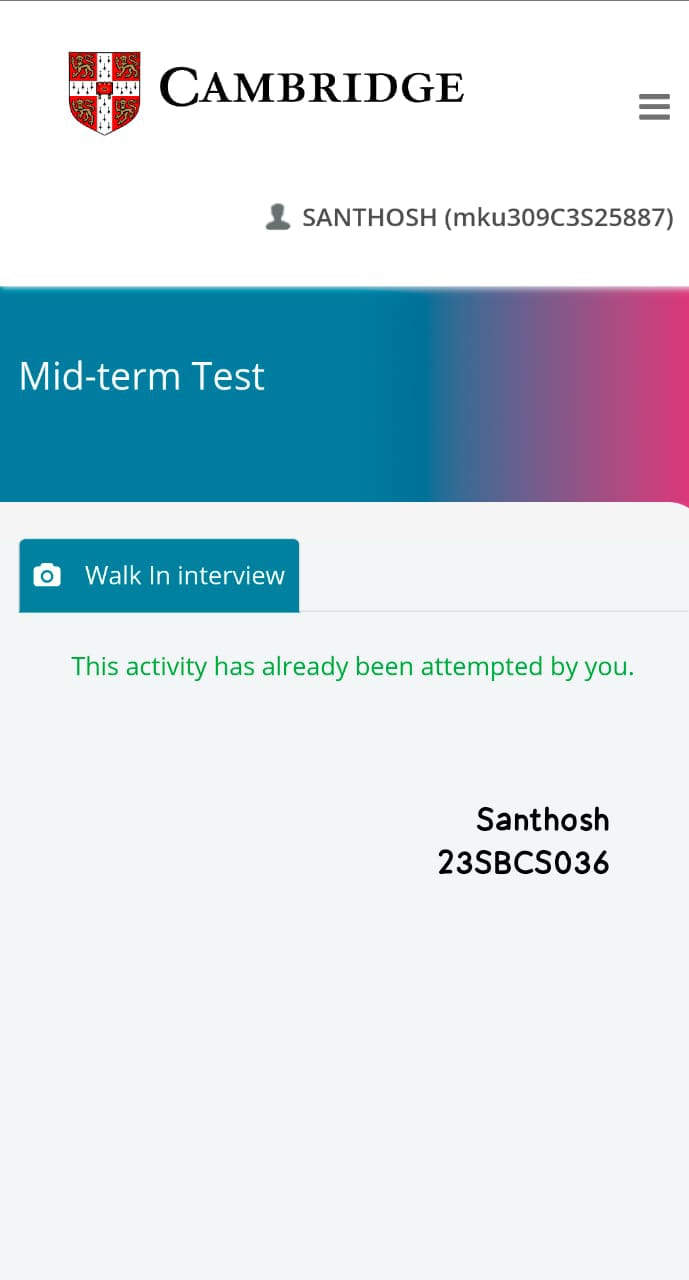 CAMBRIDGE
SANTHOSH (mku309C3S25887)
Mid-term Test
Walk In interview
This activity has already been attempted by you.
Santhosh
23SBCS036